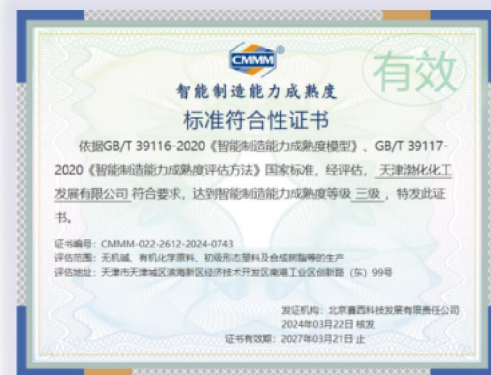 CMMM®
有效
智能制造能力成熟度
标准符合性证书
依据GB/T 39116-2020《智能制造能力成熟度模型》、GB/T 39117-
2020《智能制造能力成熟度评估方法》国家标准，经评估，天津渤化化工
发展有限公司 符合要求，达到智能制造能力成熟度等级 三级 ，特发此证
书。
证书编号：CMMM-022-2612-2024-0743
评估范围：无机碱、有机化学原料、初级形态塑料及合成树脂等的生产
评估地址：天津市天津城区滨海新区经济技术开发区南港工业区创新路（东）99号
发证机构：北京赛西科技发展有限责任公司
2024年03月22日 核发
证书有效期：2027年03月21日 止